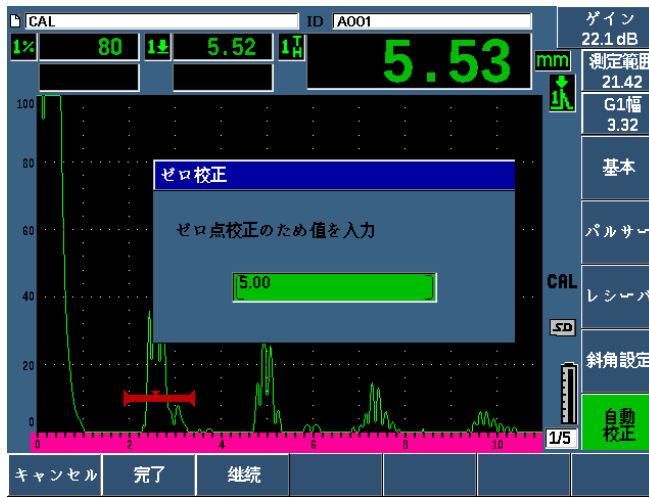 CAL
ID A001
ゲイン
22.1 dB
1% 80
5.52
5.53
mm
測定範囲
21.42
G1幅
3.32
基本
パルサー
レシーバ
斜角設定
自動
校正
100
80
60
40
20
0
ゼロ校正
ゼロ点校正のため値を入力
5.00
CAL
SD
1/5
0 2 4 6 8 10
キャンセル 完了 継続